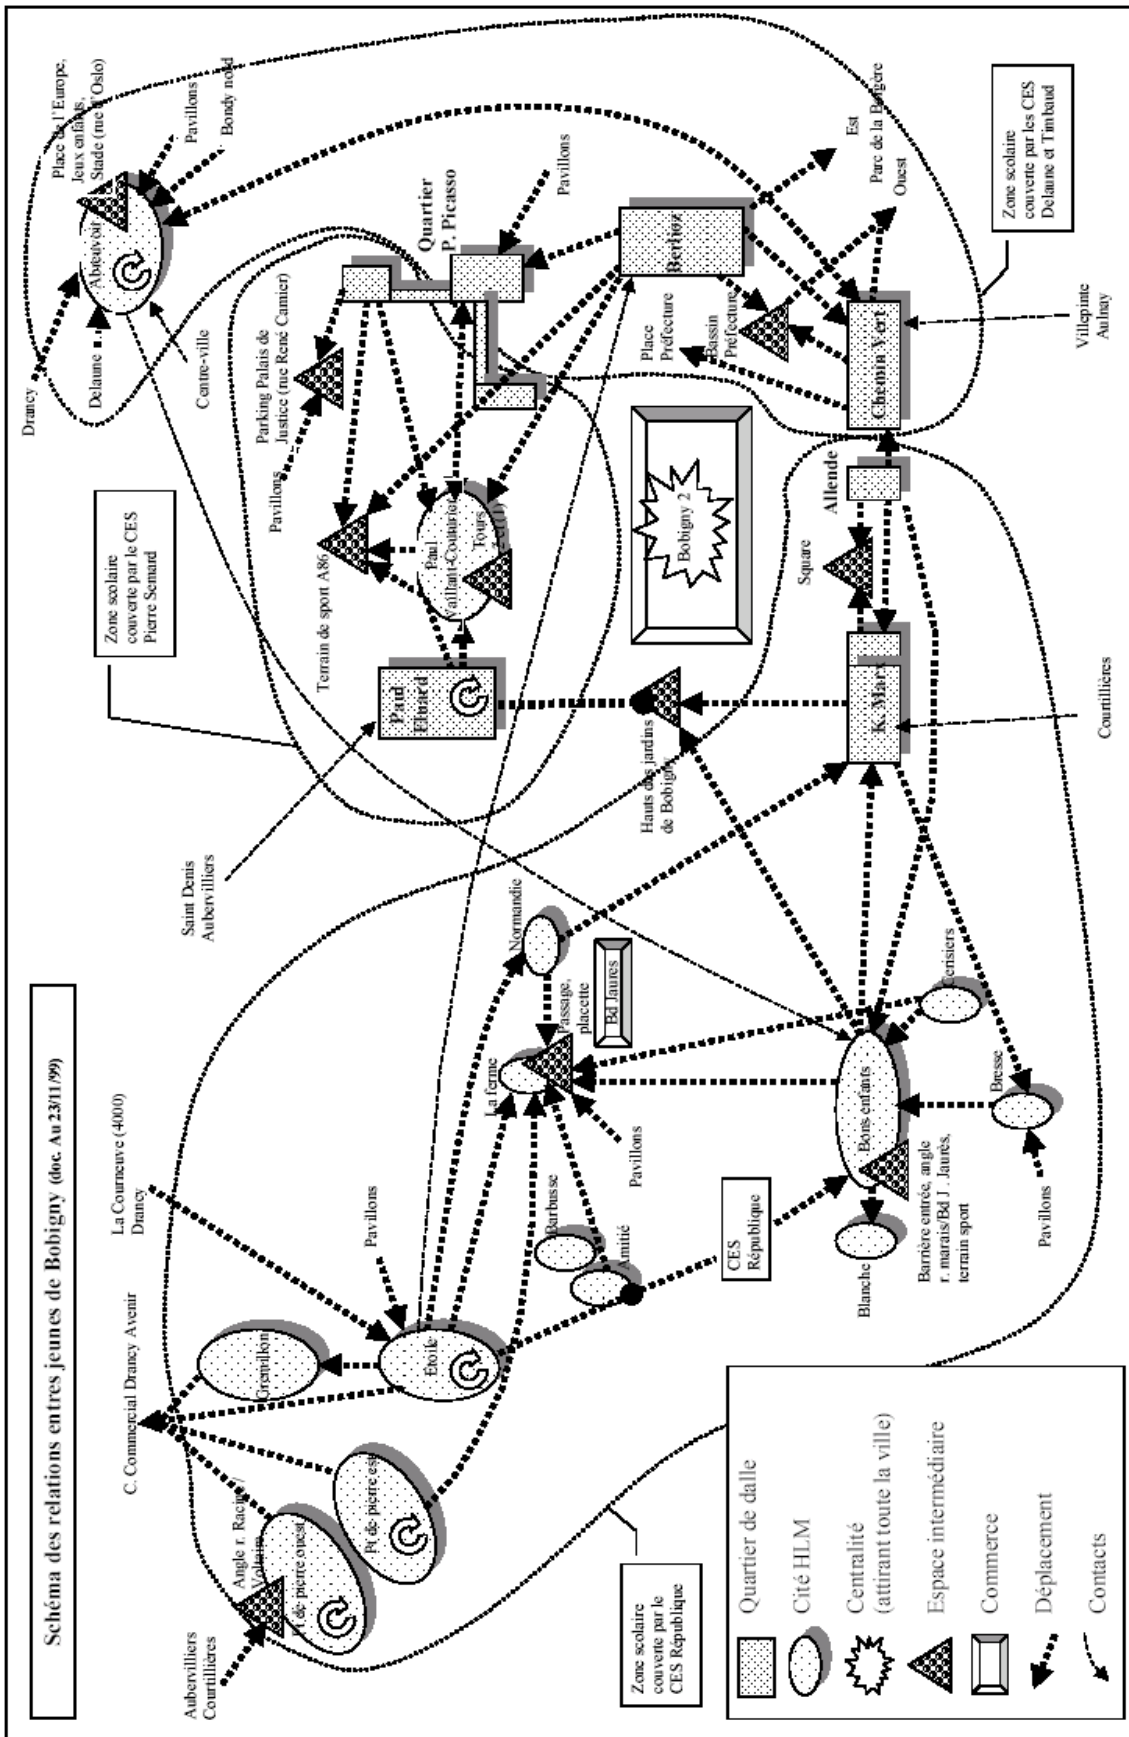 Schéma des relations entres jeunes de Bobigny (doc. Au 23/11/99)
Aubervilliers
Courtillères
Angle r. Racine /
Voltaire
Pt de pierre ouest
Pt de pierre est
C. Commercial Drancy Avenir
Grémillon
La Courneuve (4000)
Drancy
Pavillons
Etoile
Barbusse
Amitié
La ferme
Passage,
placette
Pavillons
Normandie
Bd Jaures
CES
République
Blanche
Bons enfants
Barrière entrée, angle
r. marais/Bd J. Jaurès,
terrain sport
Cerisiers
Bresse
Pavillons
Zone scolaire
couverte par le
CES République
Saint Denis
Aubervilliers
Zone scolaire
couverte par le CES
Pierre Semard
Paul
Eluard
Terrain de sport A86
Paul
Vaillant-Couturier
Tours
Pavillons
Parking Palais de
Justice (rue René Camier)
Hauts des jardins
de Bobigny
Bobigny 2
K. Marx
Courtillières
Square
Allende
Chemin Vert
Villepinte
Aulnay
Place
Préfecture
Bassin
Préfecture
Berlioz
Quartier
P. Picasso
Pavillons
Est
Parc de la Bergère
Ouest
Zone scolaire
couverte par les CES
Delaune et Timbaud
Drancy
Delaune
Centre-ville
Abreuvoir
Place de l'Europe,
Jeux enfants,
Stade (rue d'Oslo)
Pavillons
Bondy nord
Quartier de dalle
Cité HLM
Centralité
(attirant toute la ville)
Espace intermédiaire
Commerce
Déplacement
Contacts